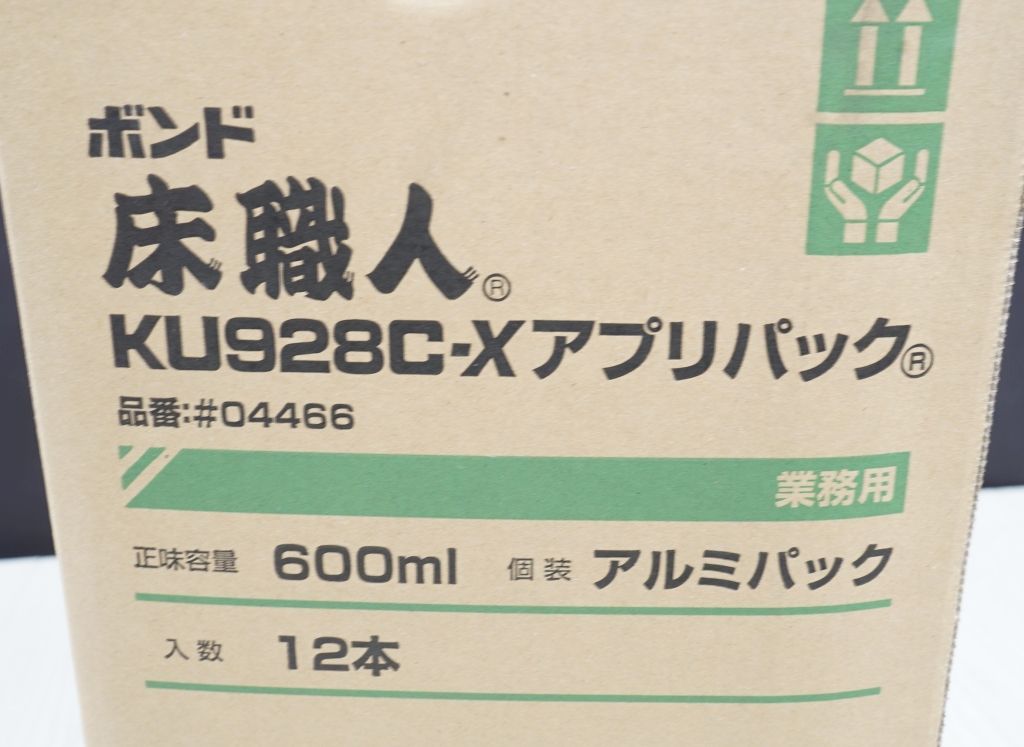 ボンド
床職人®
KU928C-Xアプリパック®
品番:#04466
業務用
正味容量 600ml 個装 アルミパック
入数 12本